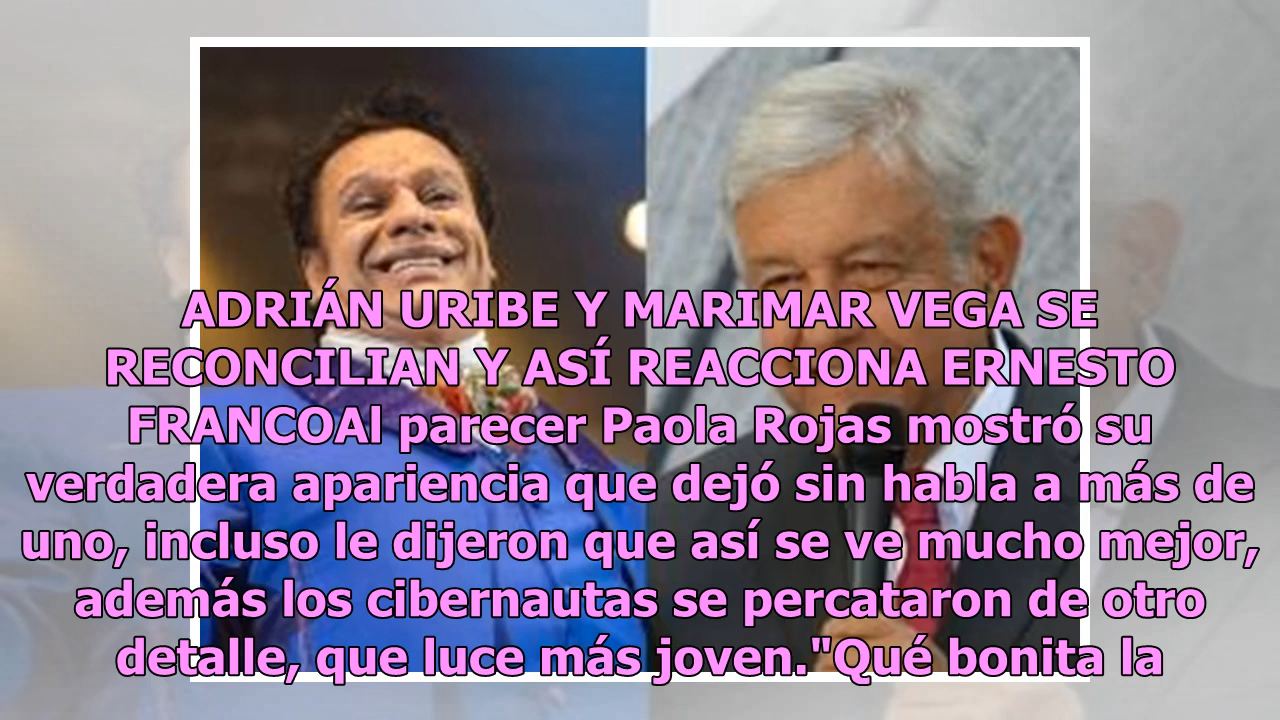 ADRIÁN URIBE Y MARIMAR VEGA SE
RECONCILIAN Y ASÍ REACCIONA ERNESTO
FRANCOAl parecer Paola Rojas mostró su
verdadera apariencia que dejó sin habla a más de
uno, incluso le dijeron que así se ve mucho mejor,
además los cibernautas se percataron de otro
detalle, que luce más joven."Qué bonita la